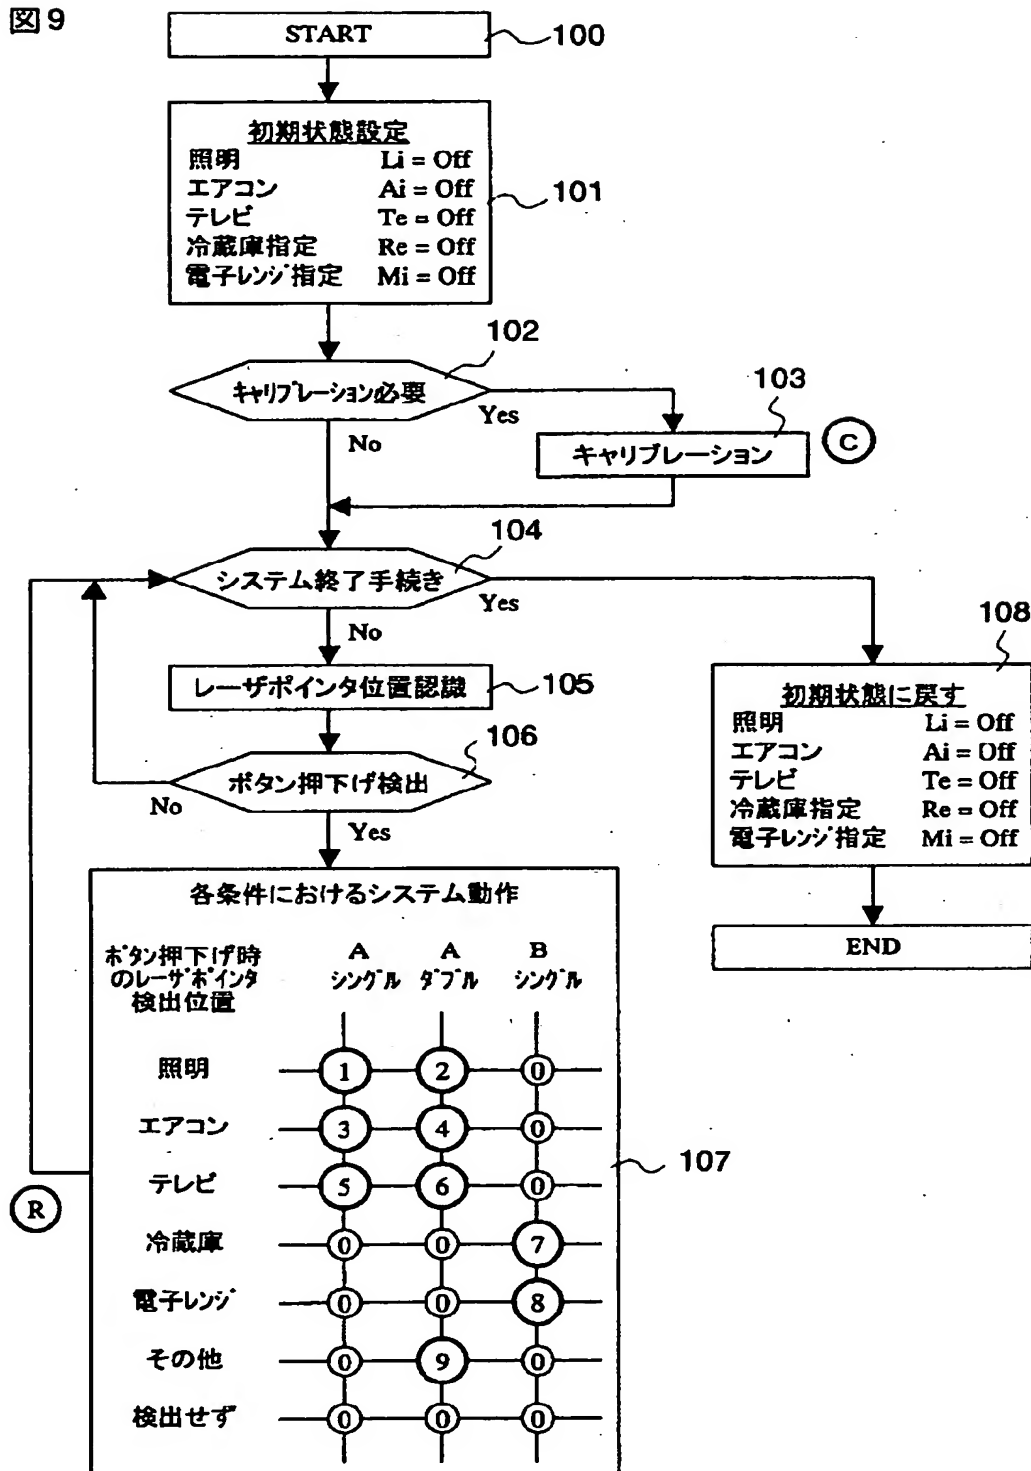 図9
START
100
初期状態設定
照明 Li = Off
エアコン Ai = Off
テレビ Te = Off
冷蔵庫指定 Re = Off
電子レンジ指定 Mi = Off
101
102
キャリブレーション必要
Yes
No
103
キャリブレーション
C
104
システム終了手続き
Yes
No
レーザポインタ位置認識
105
106
ボタン押下げ検出
No
Yes
108
初期状態に戻す
照明 Li = Off
エアコン Ai = Off
テレビ Te = Off
冷蔵庫指定 Re = Off
電子レンジ指定 Mi = Off
END
各条件におけるシステム動作
ボタン押下げ時
のレーザポインタ
検出位置
A A B
シングル ダブル シングル
照明 1 2 0
エアコン 3 4 0
テレビ 5 6 0
冷蔵庫 0 0 7
電子レンジ 0 0 8
その他 0 9 0
検出せず 0 0 0
107
R